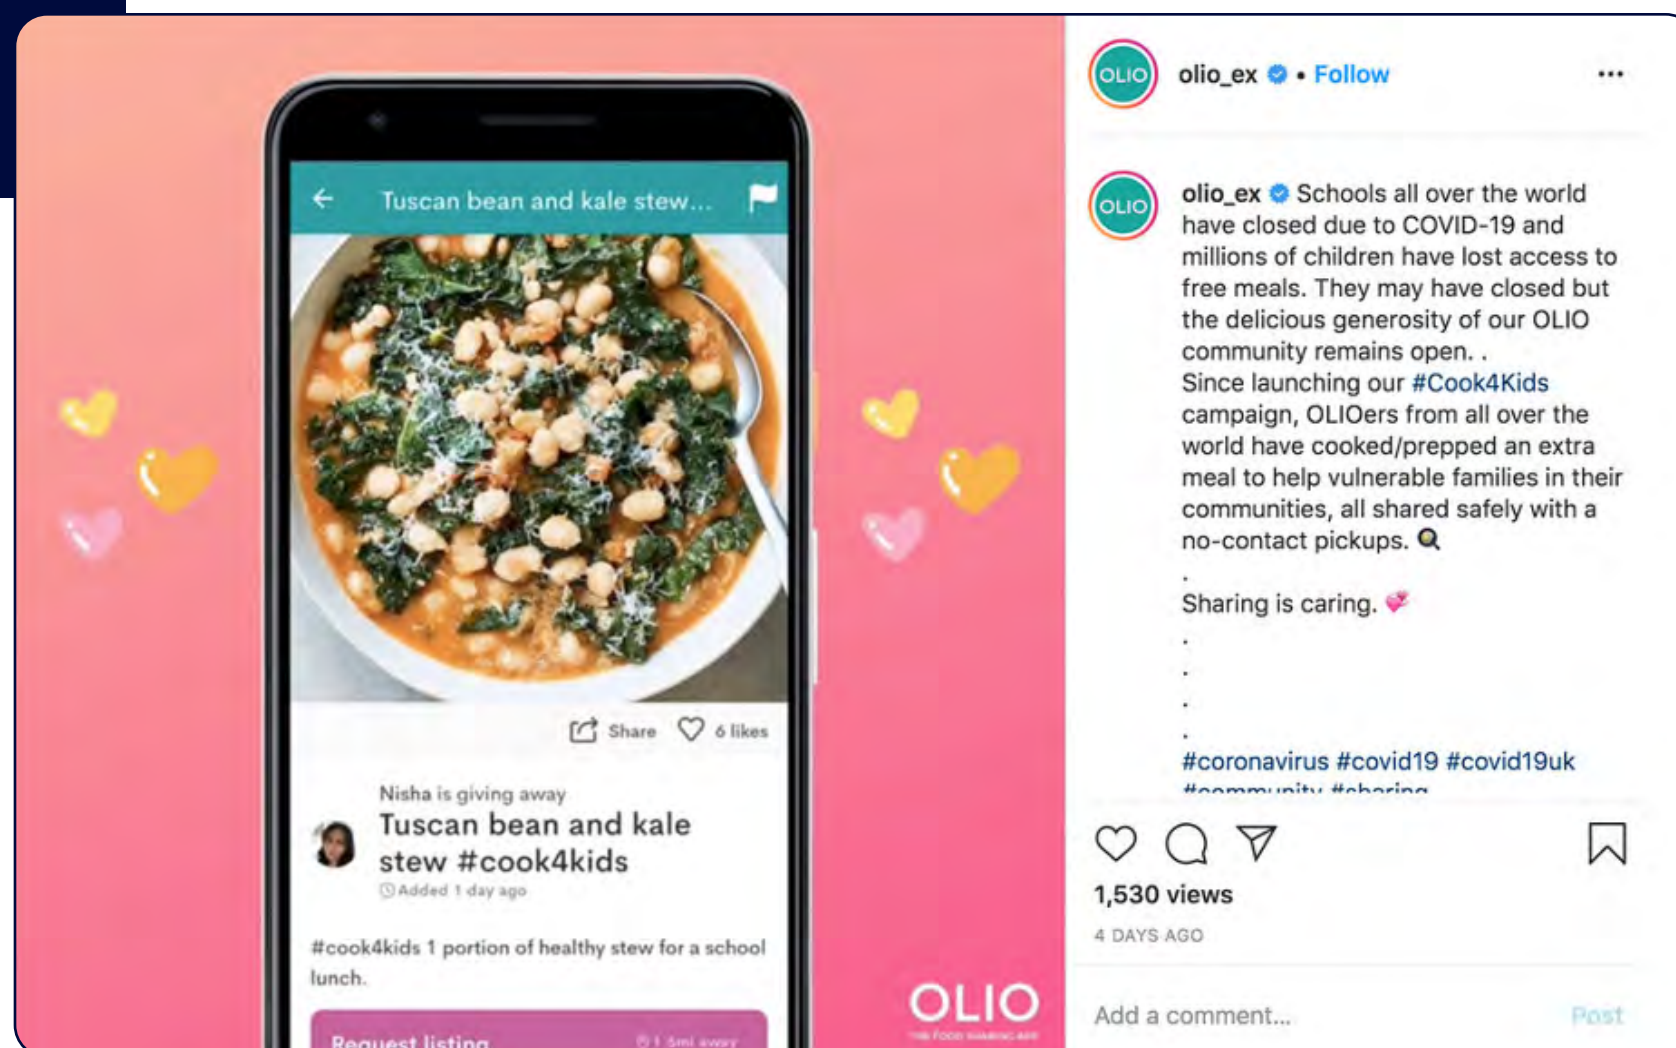 Tuscan bean and kale stew...
Share 6 likes
Nisha is giving away
Tuscan bean and kale
stew #cook4kids
Added 1 day ago
#cook4kids 1 portion of healthy stew for a school
lunch.
Request listing
OLIO
THE FOOD SHARING APP
OLIO
olio_ex • Follow
OLIO
olio_ex Schools all over the world
have closed due to COVID-19 and
millions of children have lost access to
free meals. They may have closed but
the delicious generosity of our OLIO
community remains open. .
Since launching our #Cook4Kids
campaign, OLIOers from all over the
world have cooked/prepped an extra
meal to help vulnerable families in their
communities, all shared safely with a
no-contact pickups.
.
Sharing is caring.
.
.
.
.
#coronavirus #covid19 #covid19uk
#community #sharing
1,530 views
4 DAYS AGO
Add a comment... Post